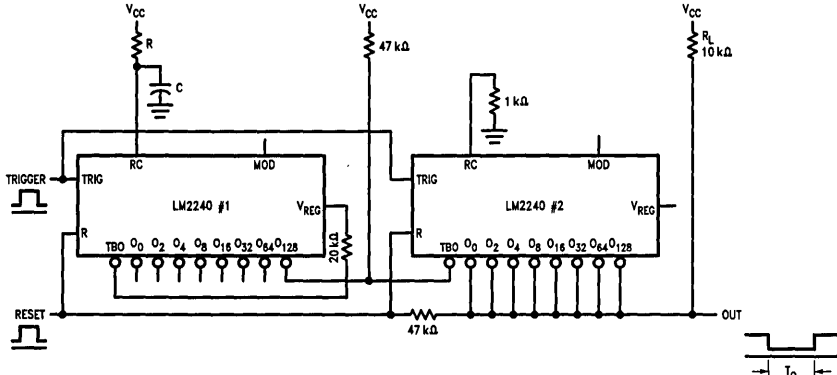 VCC VCC VCC
R 47 kΩ RL 10 kΩ
C 1 kΩ
RC MOD RC MOD
TRIGGER TRIG TRIG
LM2240 #1 VREG LM2240 #2 VREG
R 20 kΩ R
TBO O0 O2 O4 O8 O16 O32 O64 O128 TBO O0 O2 O4 O8 O16 O32 O64 O128
RESET 47 kΩ OUT
TO